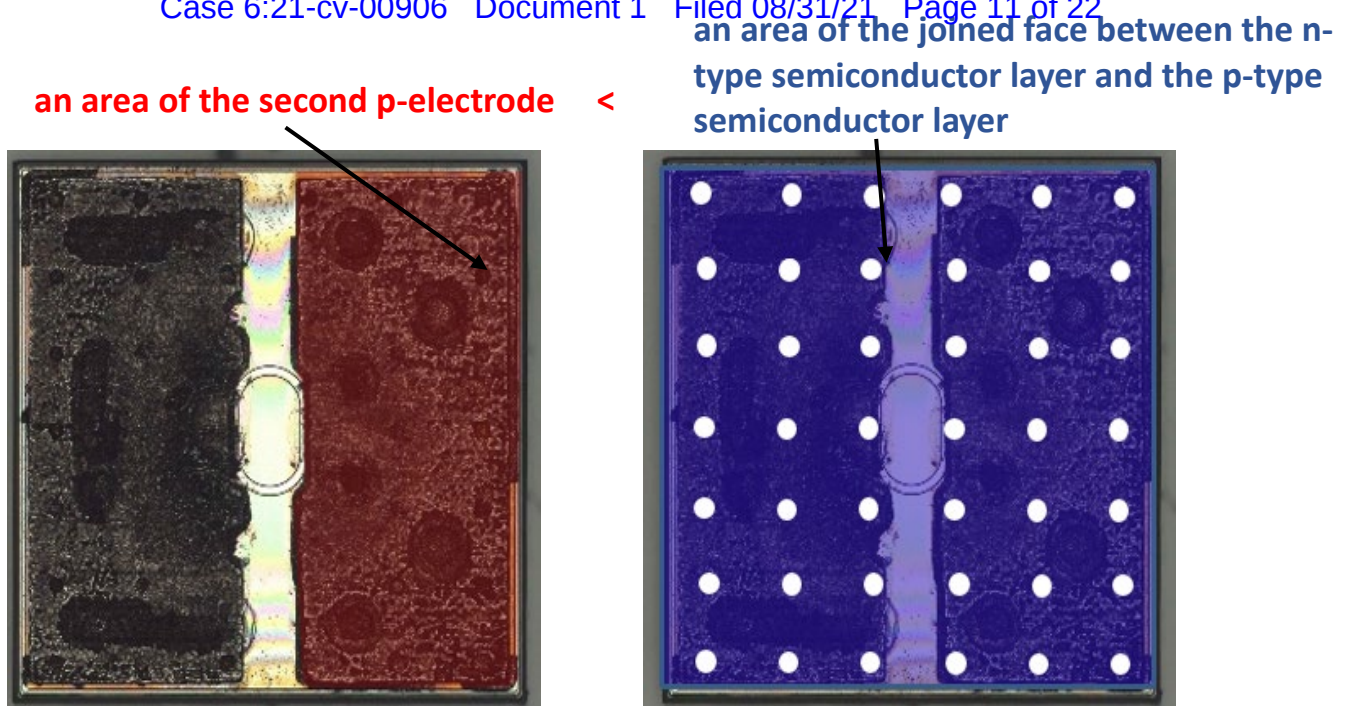 Case 6:21-cv-00906 Document 1 Filed 08/31/21 Page 11 of 22
an area of the joined face between the n-
type semiconductor layer and the p-type
semiconductor layer
an area of the second p-electrode <